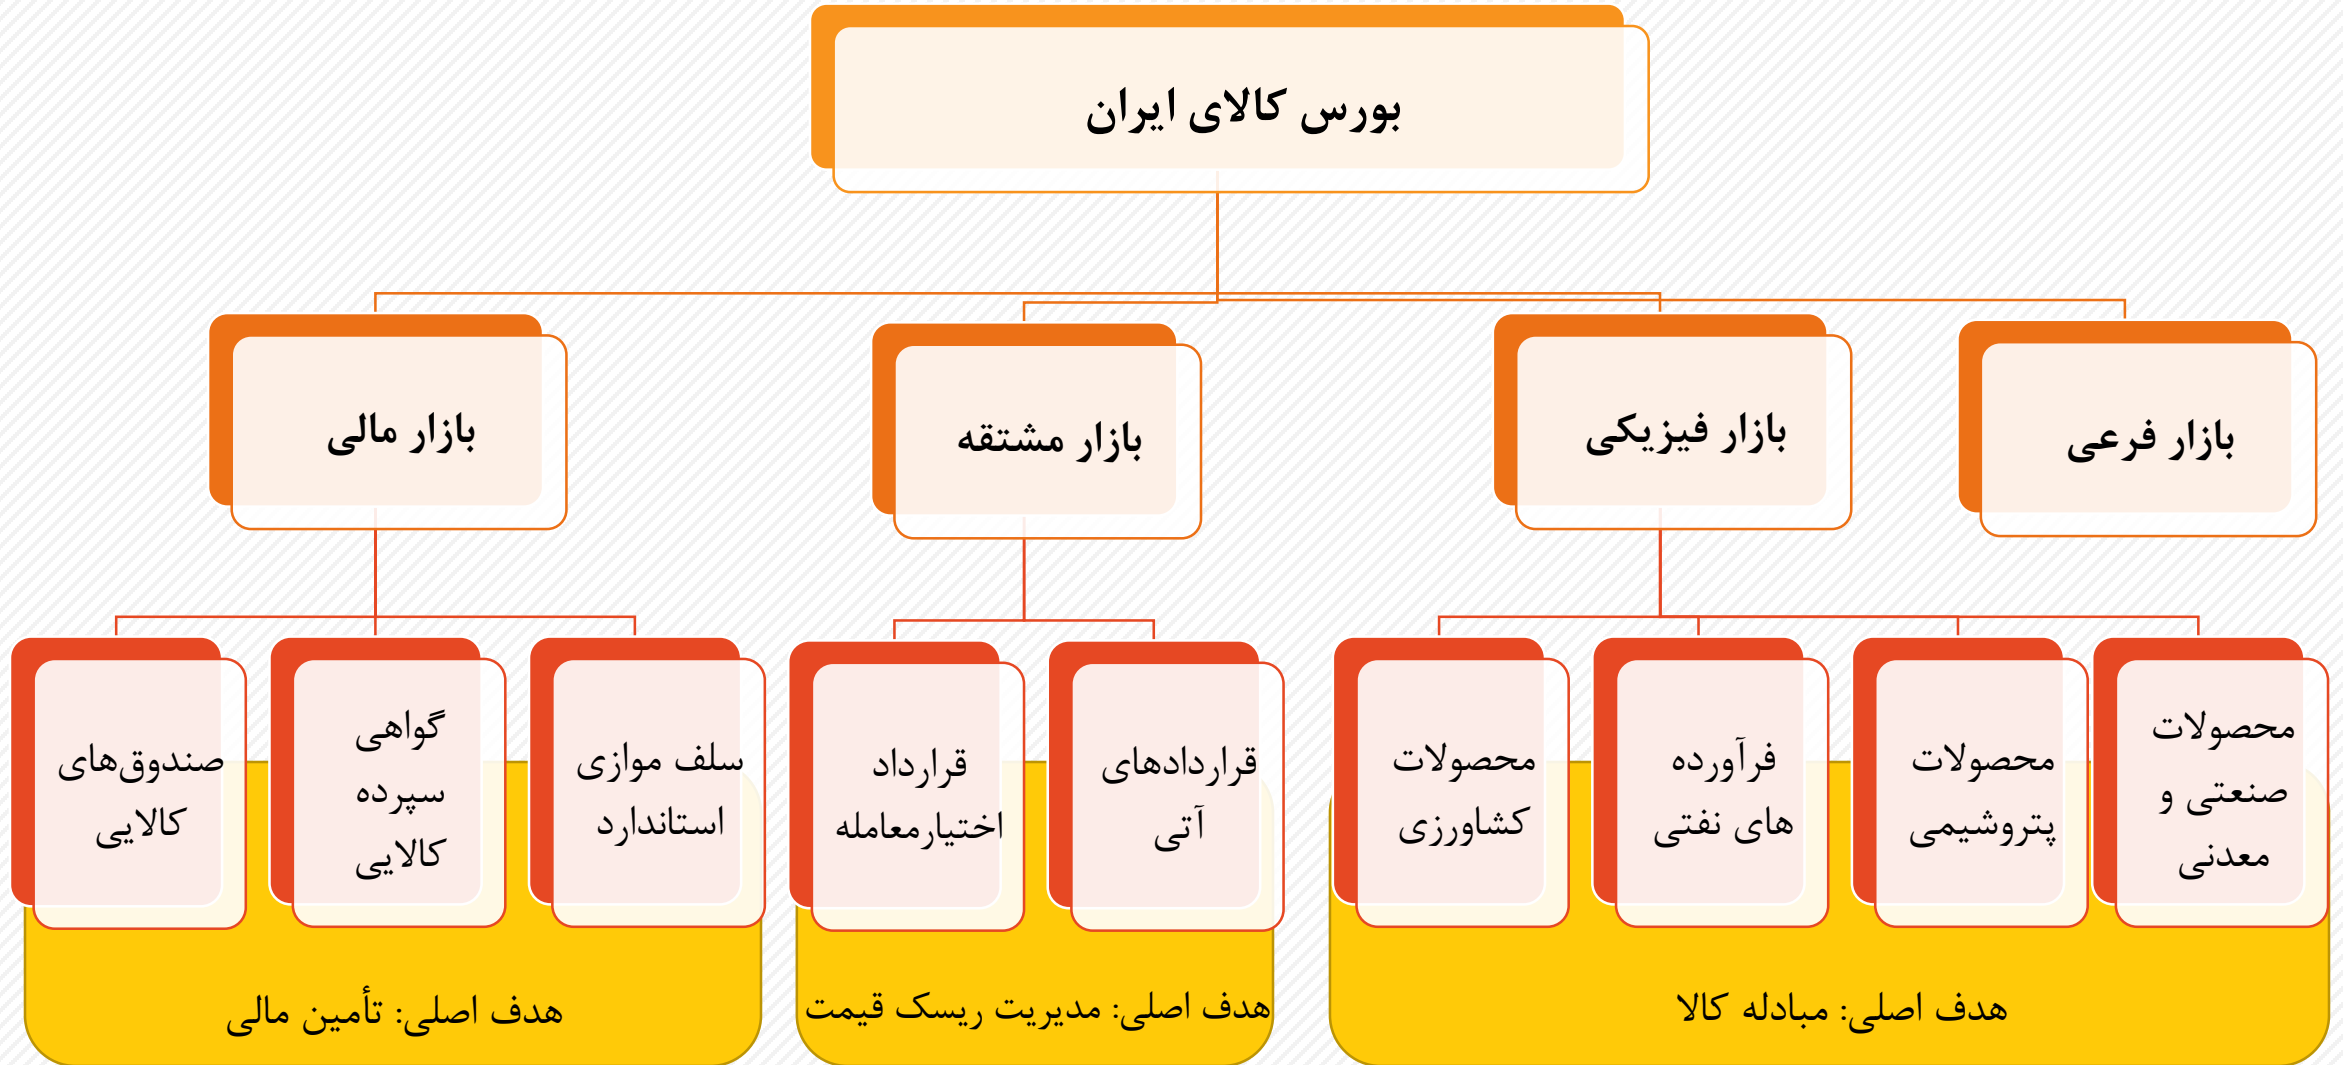 بورس کالای ایران
بازار فرعی
بازار فیزیکی
بازار مشتقه
بازار مالی
محصولات
صنعتی و
معدنی
محصولات
پتروشیمی
فرآورده
های نفتی
محصولات
کشاورزی
قراردادهای
آتی
قرارداد
اختیارمعامله
سلف موازی
استاندارد
گواهی
سپرده
کالایی
صندوق‌های
کالایی
هدف اصلی: مبادله کالا
هدف اصلی: مدیریت ریسک قیمت
هدف اصلی: تأمین مالی